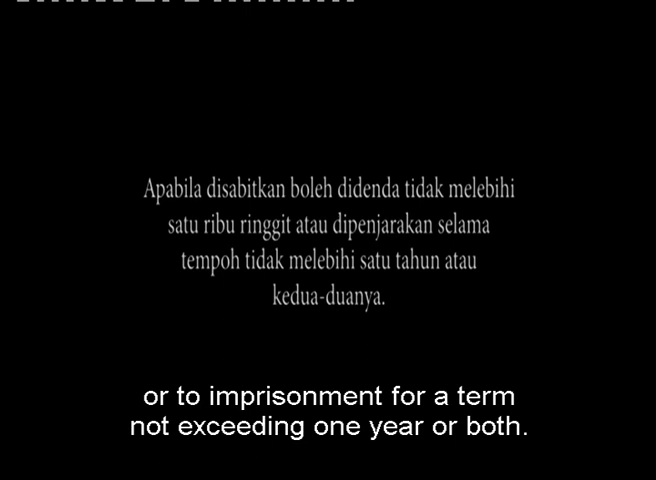 Apabila disabitkan boleh didenda tidak melebihi
satu ribu ringgit atau dipenjarakan selama
tempoh tidak melebihi satu tahun atau
kedua-duanya.
or to imprisonment for a term
not exceeding one year or both.